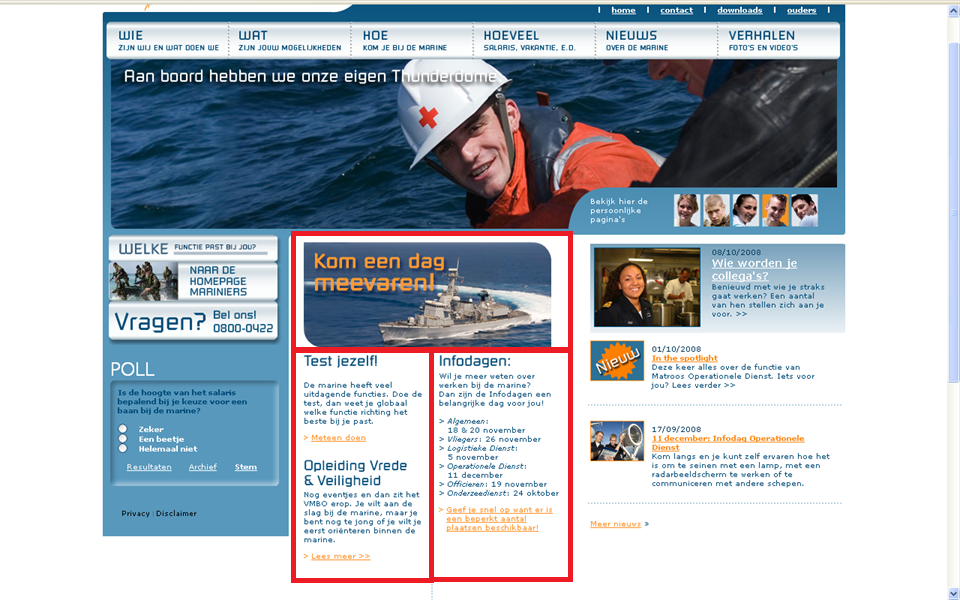 home
contact
downloads
ouders
WIE
ZIJN WIJ EN WAT DOEN WE
WAT
ZIJN JOUW MOGELIJKHEDEN
HOE
KOM JE BIJ DE MARINE
HOEVEEL
SALARIS, VAKANTIE, E.D.
NIEUWS
OVER DE MARINE
VERHALEN
FOTO'S EN VIDEO'S
Aan boord hebben we onze eigen Thunderdome
Bekijk hier de
persoonlijke
pagina's
WELKE FUNCTIE PAST BIJ JOU?
NAAR DE
HOMEPAGE
MARINIERS
Vragen? Bel ons!
0800-0422
POLL
Is de hoogte van het salaris
bepalend bij je keuze voor een
baan bij de marine?
Zeker
Een beetje
Helemaal niet
Resultaten Archief Stem
Privacy | Disclaimer
Kom een dag
meevaren!
Test jezelf!
De marine heeft veel
uitdagende functies. Doe de
test, dan weet je globaal
welke functie richting het
beste bij je past.
> Meteen doen
Opleiding Vrede
& Veiligheid
Nog eventjes en dan zit het
VMBO erop. Je wilt aan de
slag bij de marine, maar je
bent nog te jong of je wilt je
eerst oriënteren binnen de
marine.
> Lees meer >>
Infodagen:
Wil je meer weten over
werken bij de marine?
Dan zijn de Infodagen een
belangrijke dag voor jou!
> Algemeen:
18 & 20 november
> Vliegers: 26 november
> Logistieke Dienst:
5 november
> Operationele Dienst:
11 december
> Officieren: 19 november
> Onderzeedienst: 24 oktober
> Geef je snel op want er is
een beperkt aantal
plaatsen beschikbaar!
08/10/2008
Wie worden je
collega's?
Benieuwd met wie je straks
gaat werken? Een aantal
van hen stellen zich aan je
voor. >>
Nieuw
01/10/2008
In the spotlight
Deze keer alles over de functie van
Matroos Operationele Dienst. Iets voor
jou? Lees verder >>
17/09/2008
11 december: Infodag Operationele
Dienst
Kom langs en je kunt zelf ervaren hoe het
is om te seinen met een lamp, met een
radarbeeldscherm te werken of te
communiceren met andere schepen.
Meer nieuws »